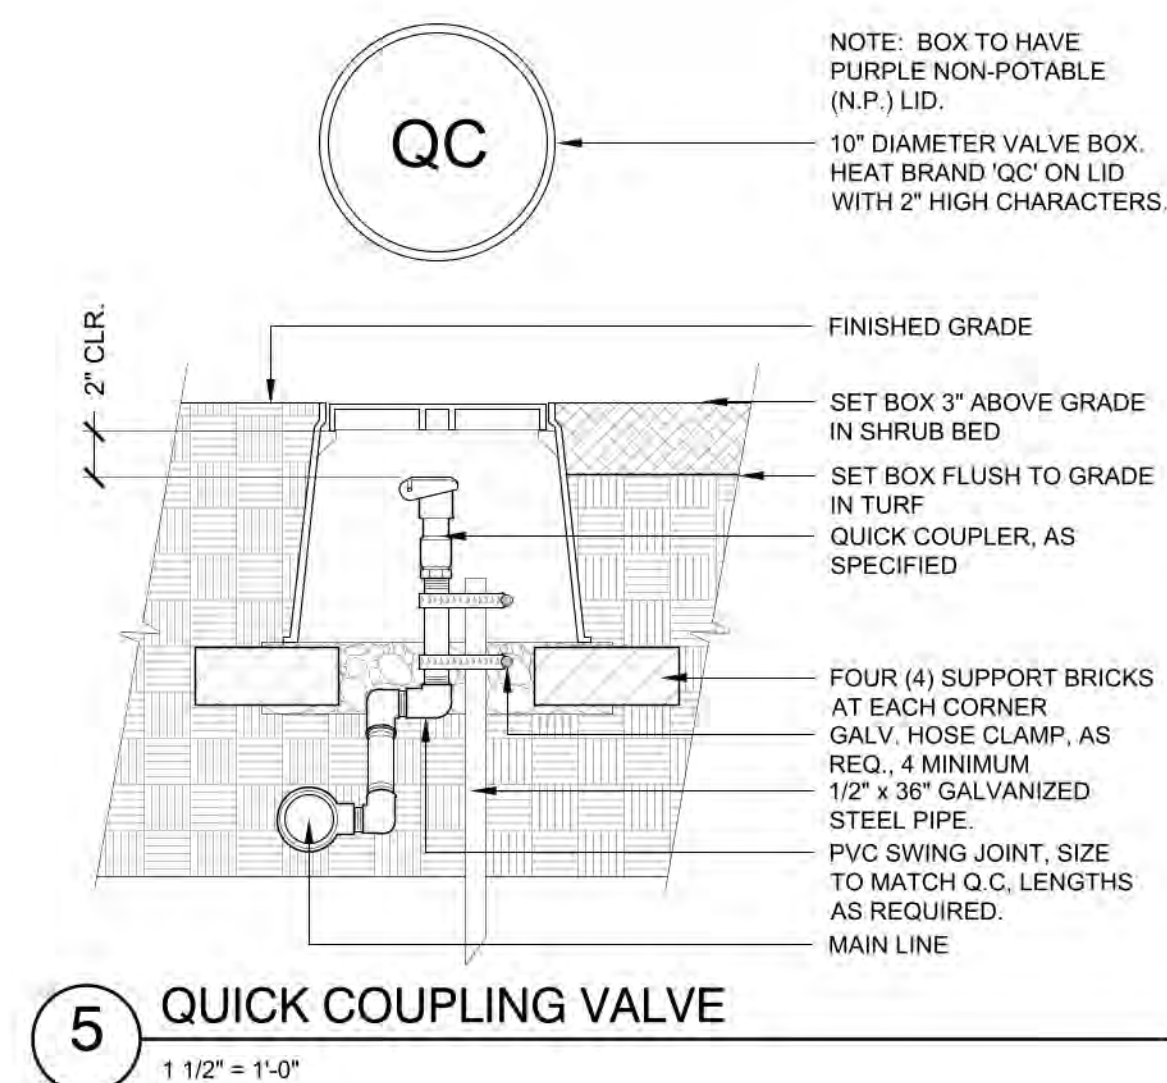 QC
NOTE: BOX TO HAVE
PURPLE NON-POTABLE
(N.P.) LID.
10" DIAMETER VALVE BOX.
HEAT BRAND 'QC' ON LID
WITH 2" HIGH CHARACTERS.
2" CLR.
FINISHED GRADE
SET BOX 3" ABOVE GRADE
IN SHRUB BED
SET BOX FLUSH TO GRADE
IN TURF
QUICK COUPLER, AS
SPECIFIED
FOUR (4) SUPPORT BRICKS
AT EACH CORNER
GALV. HOSE CLAMP, AS
REQ., 4 MINIMUM
1/2" x 36" GALVANIZED
STEEL PIPE.
PVC SWING JOINT, SIZE
TO MATCH Q.C, LENGTHS
AS REQUIRED.
MAIN LINE
5
QUICK COUPLING VALVE
1 1/2" = 1'-0"